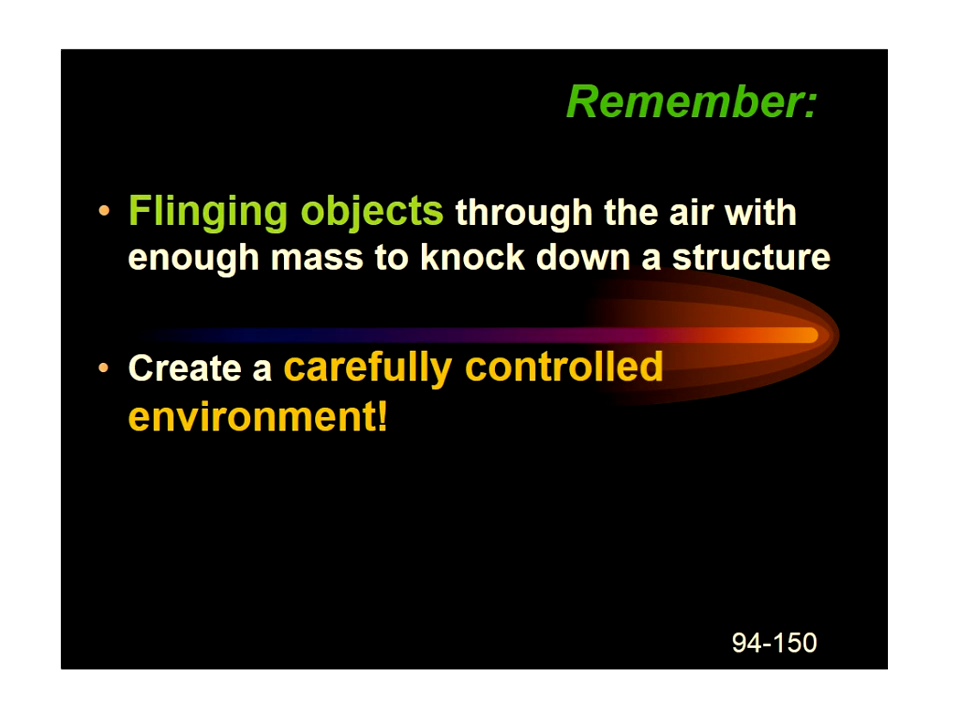 Remember:
• Flinging objects through the air with
enough mass to knock down a structure
• Create a carefully controlled
environment!
94-150